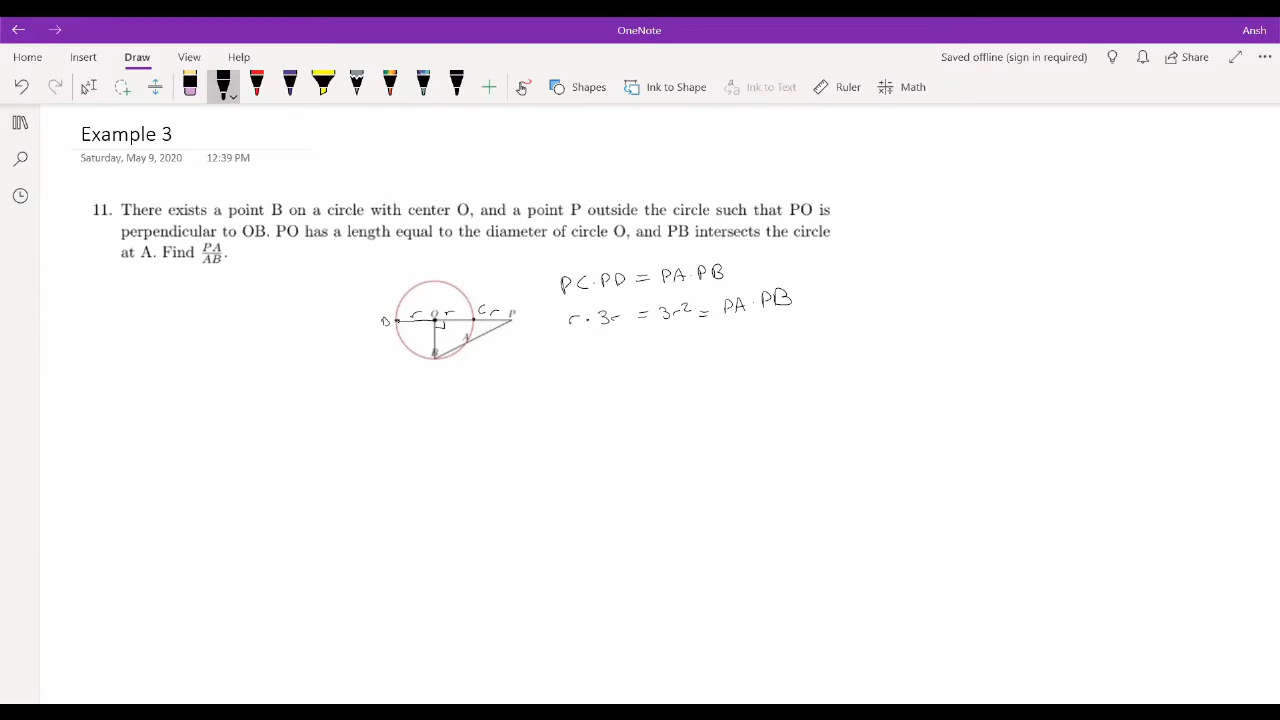 OneNote
Ansh
Home Insert Draw View Help
Saved offline (sign in required)
Share
Shapes
Ink to Shape
Ink to Text
Ruler
Math
Example 3
Saturday, May 9, 2020 12:39 PM
11. There exists a point B on a circle with center O, and a point P outside the circle such that PO is
perpendicular to OB. PO has a length equal to the diameter of circle O, and PB intersects the circle
at A. Find PA/AB.
PC·PD = PA·PB
r·3r = 3r² = PA·PB
D r O r C r P
A
B